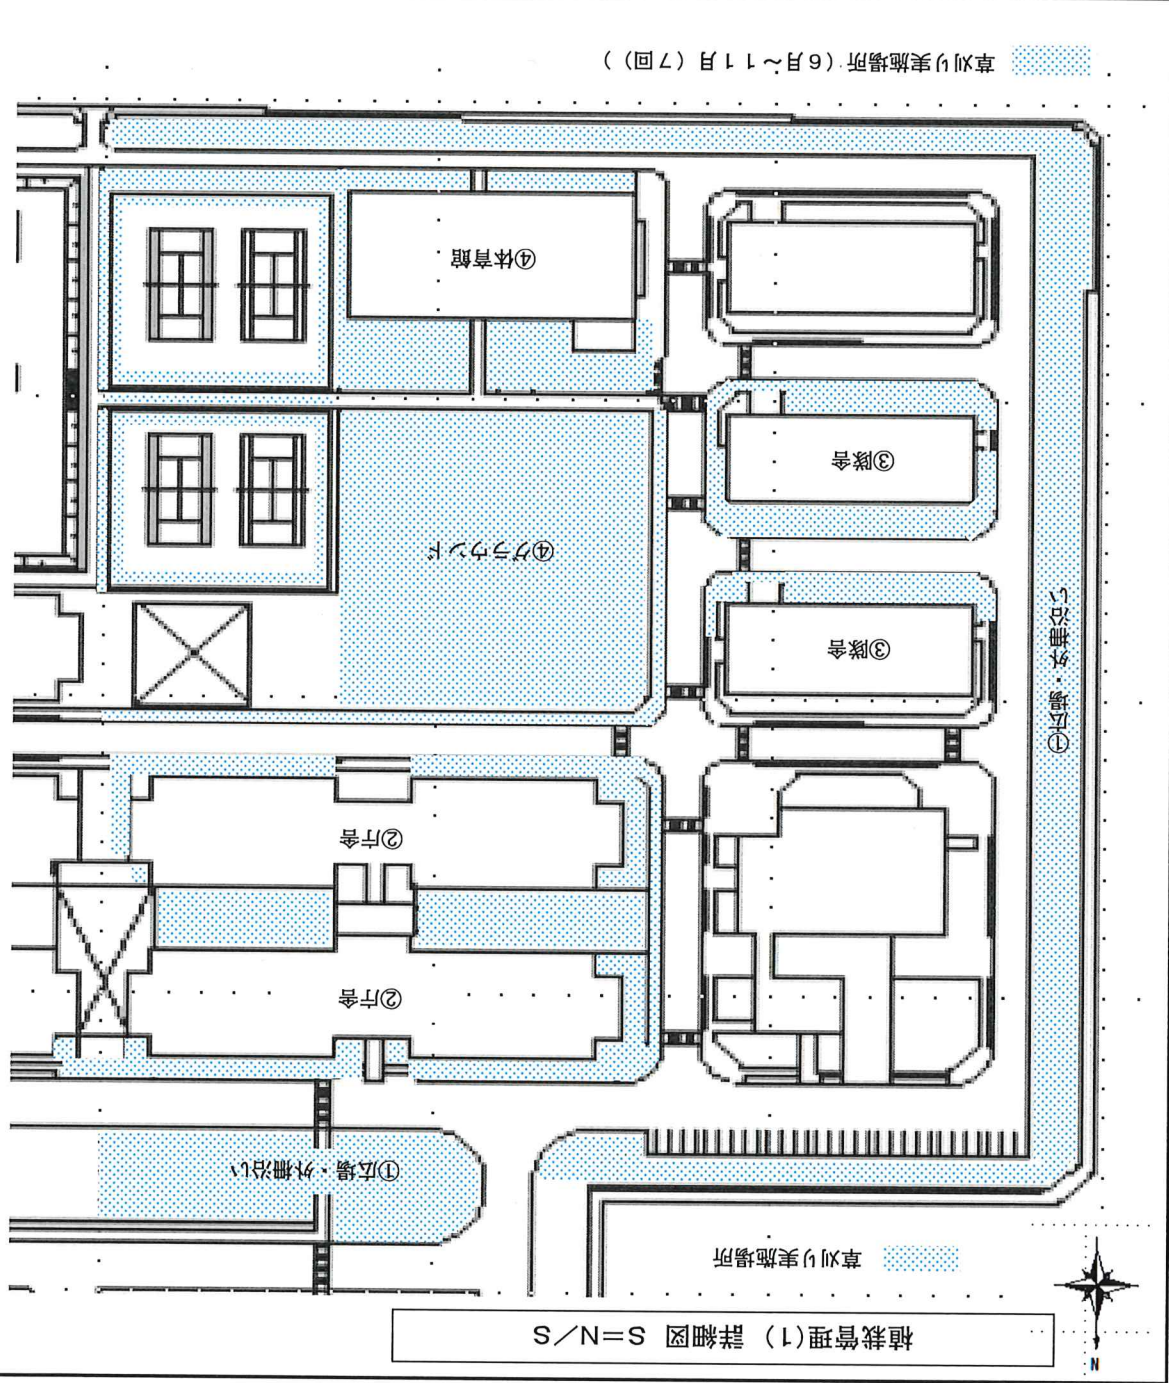 植栽管理(1) 詳細図 S=N/S
N
草刈り実施場所
①広場・外柵沿い
②庁舎
②庁舎
①広場・外柵沿い
③隊舎
④グラウンド
③隊舎
④体育館
草刈り実施場所(6月~11月(7回))